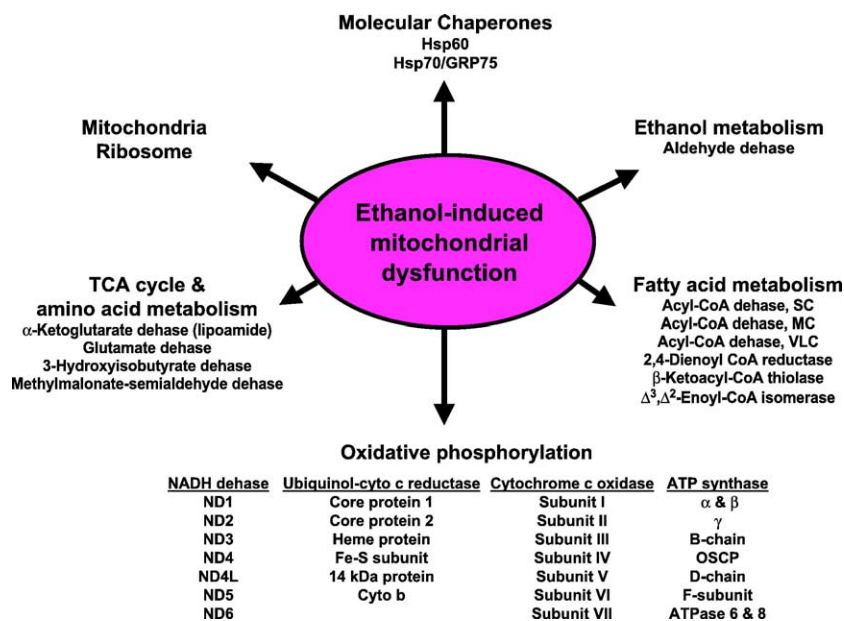 Molecular Chaperones
Hsp60
Hsp70/GRP75
Mitochondria
Ribosome
Ethanol metabolism
Aldehyde dehase
Ethanol-induced
mitochondrial
dysfunction
TCA cycle &
amino acid metabolism
α-Ketoglutarate dehase (lipoamide)
Glutamate dehase
3-Hydroxyisobutyrate dehase
Methylmalonate-semialdehyde dehase
Fatty acid metabolism
Acyl-CoA dehase, SC
Acyl-CoA dehase, MC
Acyl-CoA dehase, VLC
2,4-Dienoyl CoA reductase
β-Ketoacyl-CoA thiolase
Δ³,Δ²-Enoyl-CoA isomerase
Oxidative phosphorylation
NADH dehase Ubiquinol-cyto c reductase Cytochrome c oxidase ATP synthase
ND1 Core protein 1 Subunit I α & β
ND2 Core protein 2 Subunit II γ
ND3 Heme protein Subunit III B-chain
ND4 Fe-S subunit Subunit IV OSCP
ND4L 14 kDa protein Subunit V D-chain
ND5 Cyto b Subunit VI F-subunit
ND6 Subunit VII ATPase 6 & 8